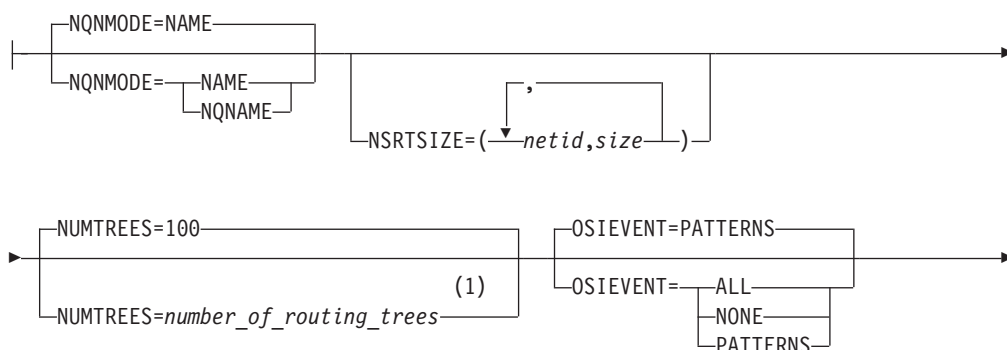 NQNMODE=NAME
NQNMODE= NAME
NQNAME
,
NSRTSIZE=( netid,size )
NUMTREES=100
(1)
NUMTREES=number_of_routing_trees
OSIEVENT=PATTERNS
OSIEVENT= ALL
NONE
PATTERNS